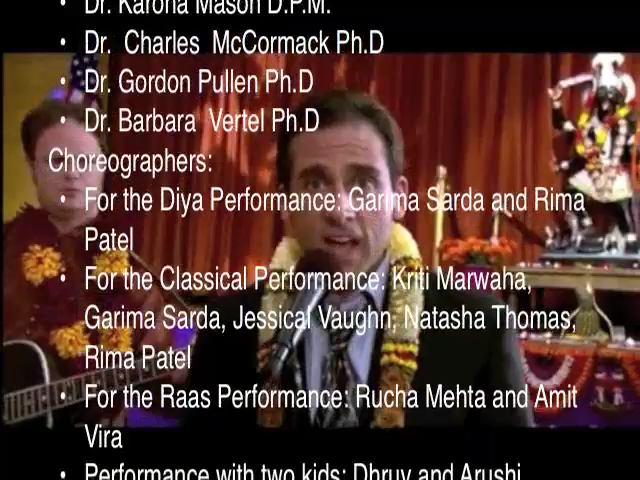 • Dr. Karona Mason D.P.M.
• Dr. Charles McCormack Ph.D
• Dr. Gordon Pullen Ph.D
• Dr. Barbara Vertel Ph.D
Choreographers:
• For the Diya Performance: Garima Sarda and Rima
Patel
• For the Classical Performance: Kriti Marwaha,
Garima Sarda, Jessical Vaughn, Natasha Thomas,
Rima Patel
• For the Raas Performance: Rucha Mehta and Amit
Vira
• Performance with two kids: Dhruv and Arushi